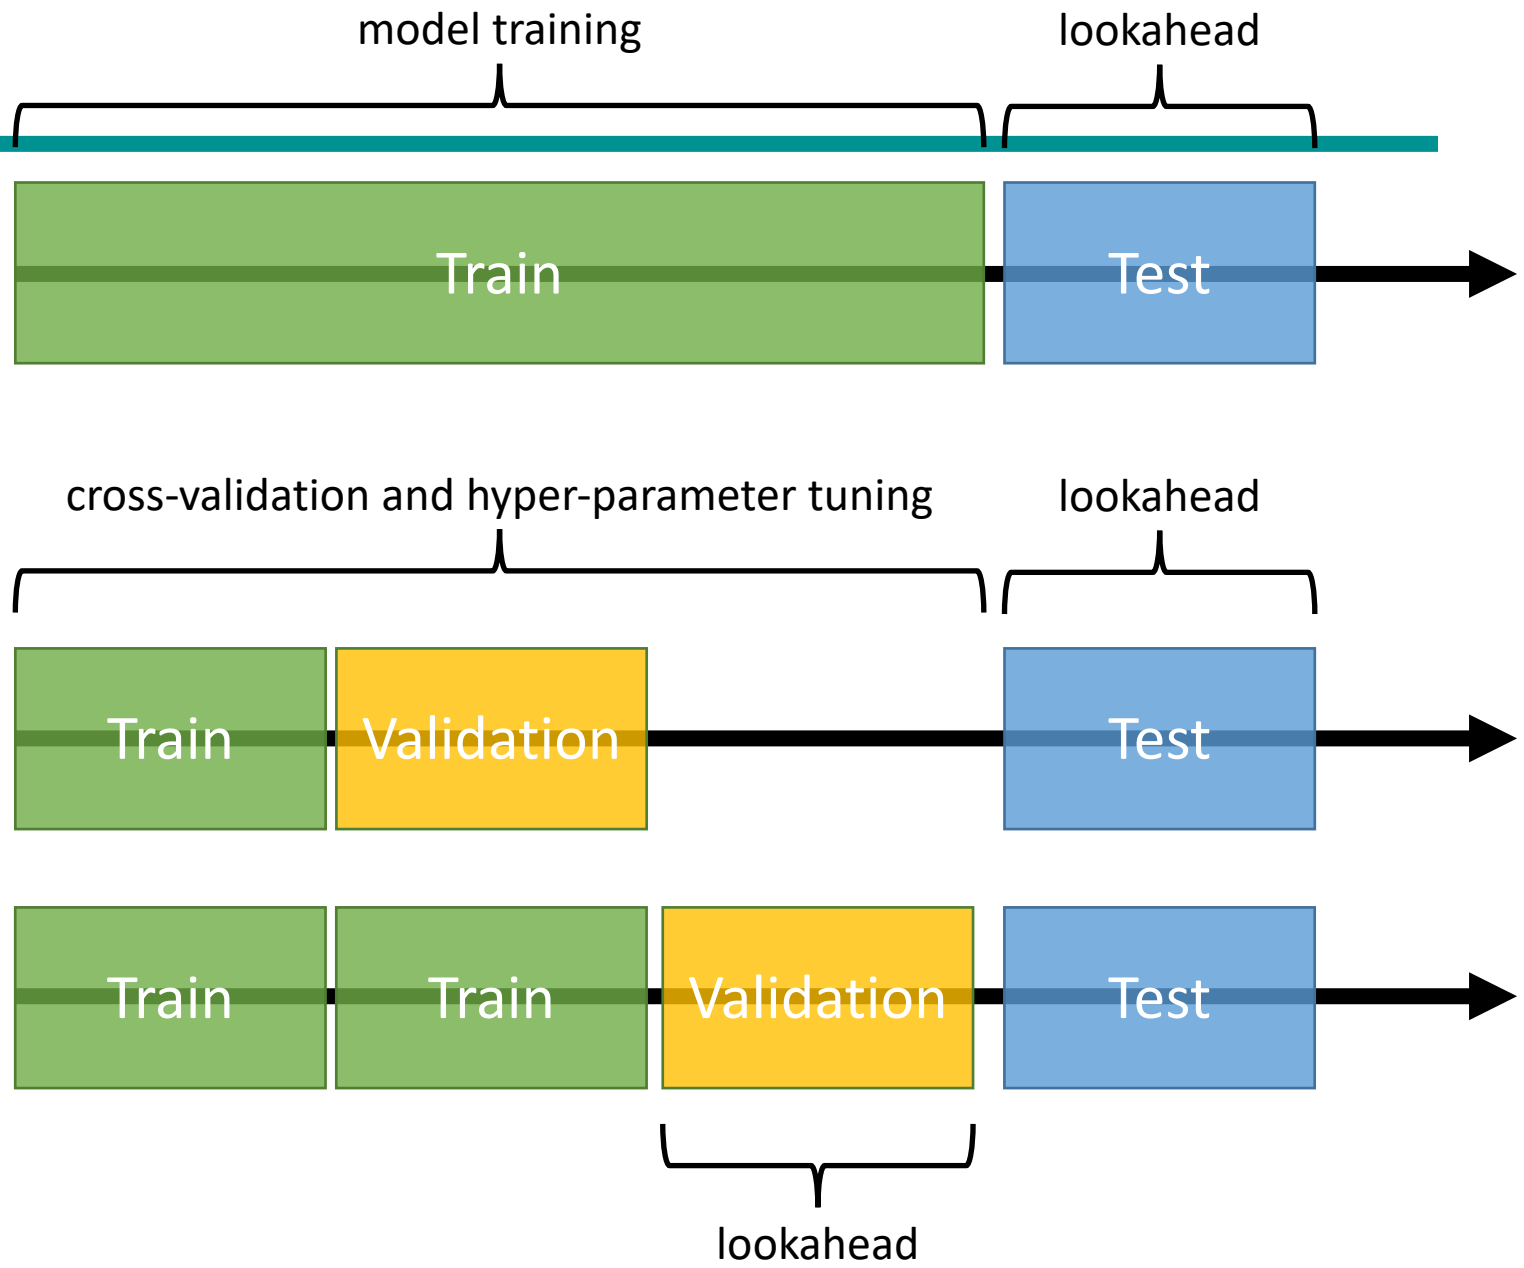 model training
lookahead
Train
Test
cross-validation and hyper-parameter tuning
lookahead
Train
Validation
Test
Train
Train
Validation
Test
lookahead